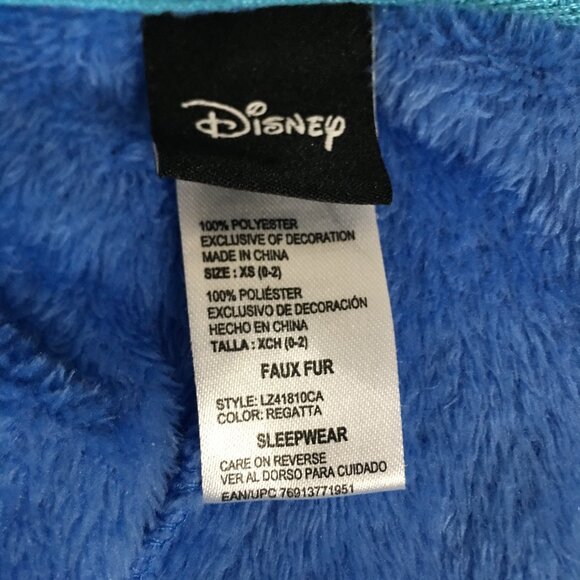 Disney
100% POLYESTER
EXCLUSIVE OF DECORATION
MADE IN CHINA
SIZE : XS (0-2)
100% POLIÉSTER
EXCLUSIVO DE DECORACIÓN
HECHO EN CHINA
TALLA : XCH (0-2)
FAUX FUR
STYLE: LZ41810CA
COLOR: REGATTA
SLEEPWEAR
CARE ON REVERSE
VER AL DORSO PARA CUIDADO
EAN/UPC 76913771951